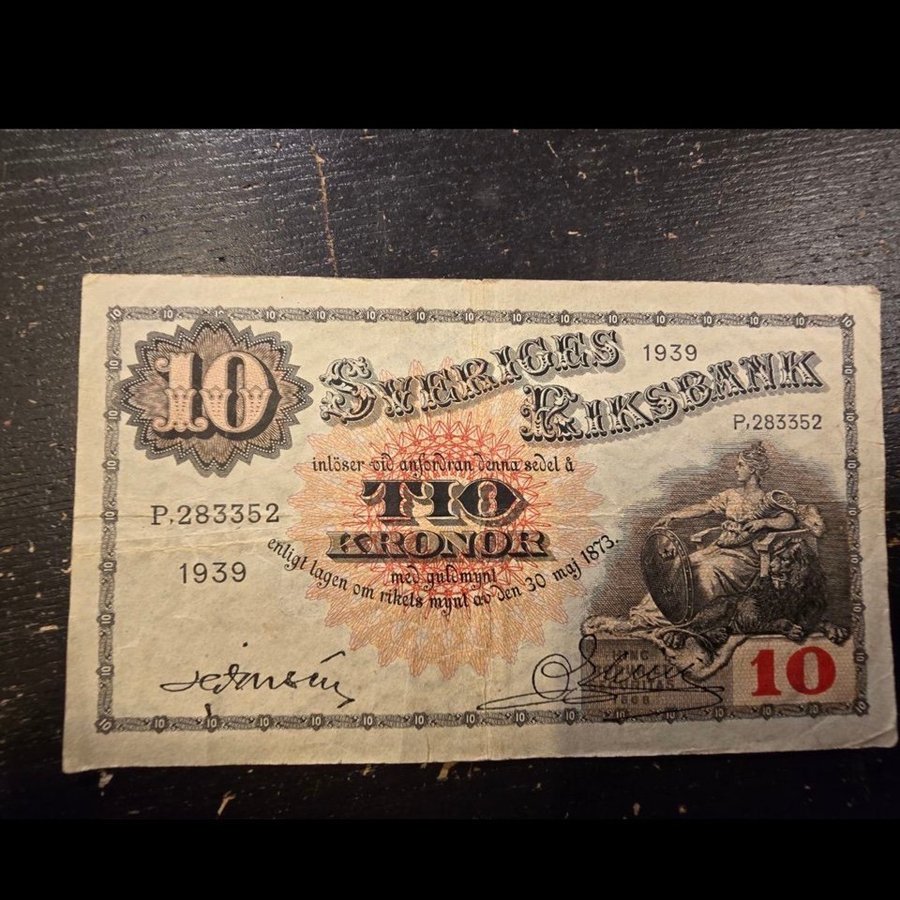 10
SVERIGES
RIKSBANK
1939
P,283352
inlöser vid anfordran denna sedel å
TIO
KRONOR
med guldmynt
enligt lagen om rikets mynt av den 30 maj 1873.
P,283352
1939
1668
10